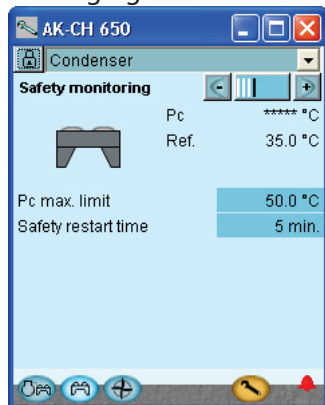 AK-CH 650
Condenser
Safety monitoring
Pc ***** °C
Ref. 35.0 °C
Pc max. limit 50.0 °C
Safety restart time 5 min.